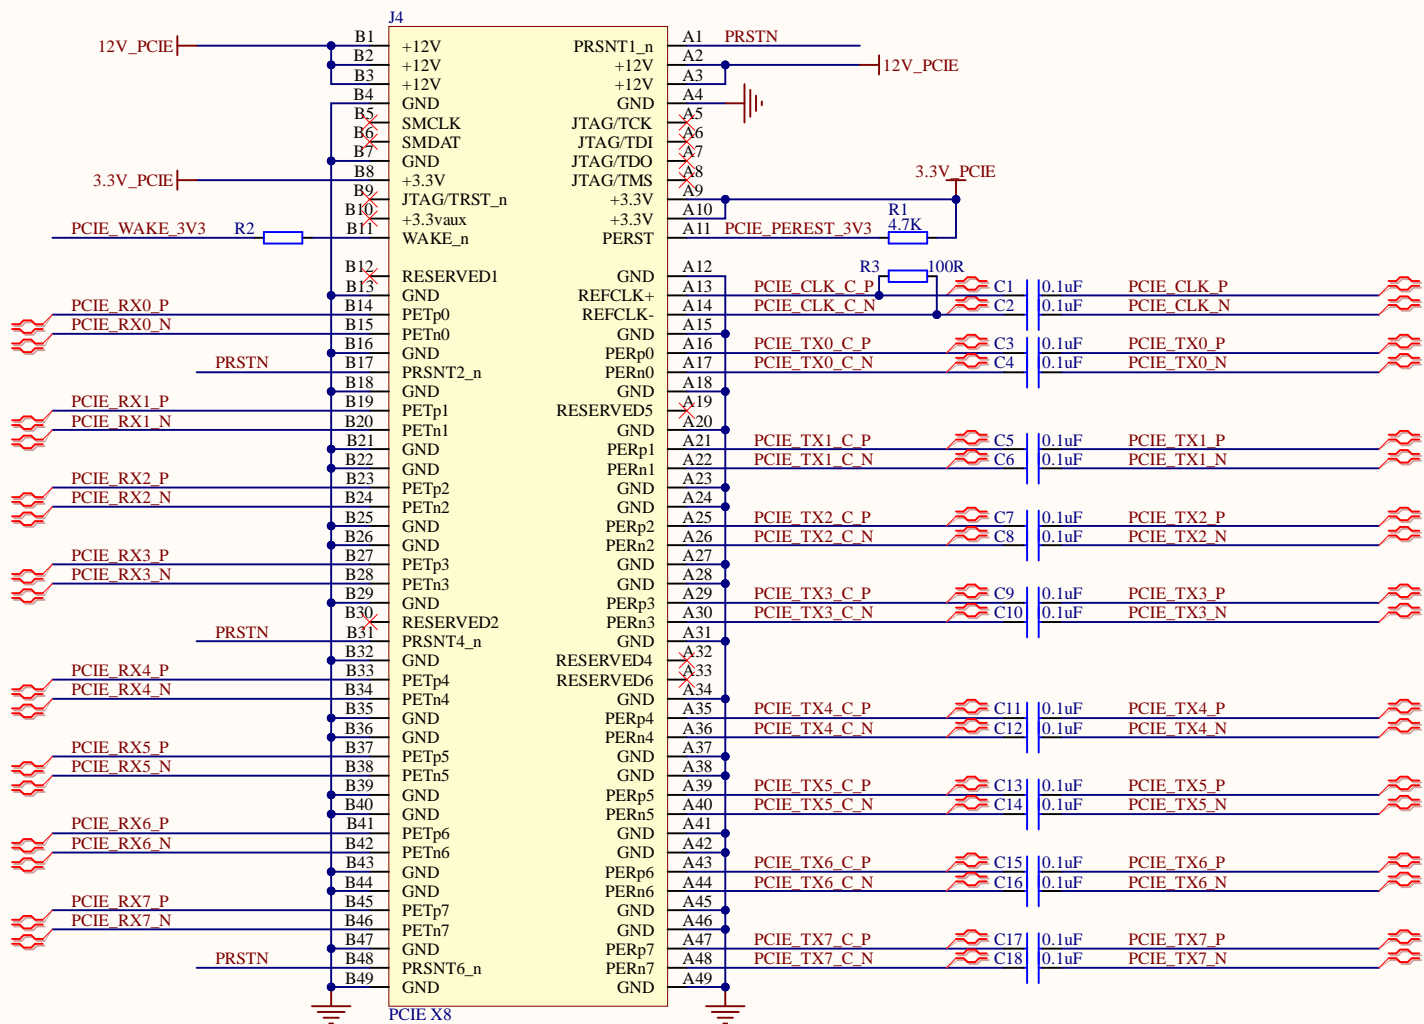 J4
12V_PCIE B1 +12V PRSNT1_n A1 PRSTN
B2 +12V +12V A2 12V_PCIE
B3 +12V +12V A3
B4 GND GND A4
B5 SMCLK JTAG/TCK A5
B6 SMDAT JTAG/TDI A6
B7 GND JTAG/TDO A7
3.3V_PCIE B8 +3.3V JTAG/TMS A8 3.3V_PCIE
B9 JTAG/TRST_n +3.3V A9
B10 +3.3vaux +3.3V A10 R1
PCIE_WAKE_3V3 R2 B11 WAKE_n PERST A11 PCIE_PEREST_3V3 4.7K
B12 RESERVED1 GND A12 R3 100R
B13 GND REFCLK+ A13 PCIE_CLK_C_P C1 0.1uF PCIE_CLK_P
PCIE_RX0_P B14 PETp0 REFCLK- A14 PCIE_CLK_C_N C2 0.1uF PCIE_CLK_N
PCIE_RX0_N B15 PETn0 GND A15
B16 GND PERp0 A16 PCIE_TX0_C_P C3 0.1uF PCIE_TX0_P
PRSTN B17 PRSNT2_n PERn0 A17 PCIE_TX0_C_N C4 0.1uF PCIE_TX0_N
B18 GND GND A18
PCIE_RX1_P B19 PETp1 RESERVED5 A19
PCIE_RX1_N B20 PETn1 GND A20
B21 GND PERp1 A21 PCIE_TX1_C_P C5 0.1uF PCIE_TX1_P
B22 GND PERn1 A22 PCIE_TX1_C_N C6 0.1uF PCIE_TX1_N
PCIE_RX2_P B23 PETp2 GND A23
PCIE_RX2_N B24 PETn2 GND A24
B25 GND PERp2 A25 PCIE_TX2_C_P C7 0.1uF PCIE_TX2_P
B26 GND PERn2 A26 PCIE_TX2_C_N C8 0.1uF PCIE_TX2_N
PCIE_RX3_P B27 PETp3 GND A27
PCIE_RX3_N B28 PETn3 GND A28
B29 GND PERp3 A29 PCIE_TX3_C_P C9 0.1uF PCIE_TX3_P
B30 RESERVED2 PERn3 A30 PCIE_TX3_C_N C10 0.1uF PCIE_TX3_N
PRSTN B31 PRSNT4_n GND A31
B32 GND RESERVED4 A32
PCIE_RX4_P B33 PETp4 RESERVED6 A33
PCIE_RX4_N B34 PETn4 GND A34
B35 GND PERp4 A35 PCIE_TX4_C_P C11 0.1uF PCIE_TX4_P
B36 GND PERn4 A36 PCIE_TX4_C_N C12 0.1uF PCIE_TX4_N
PCIE_RX5_P B37 PETp5 GND A37
PCIE_RX5_N B38 PETn5 GND A38
B39 GND PERp5 A39 PCIE_TX5_C_P C13 0.1uF PCIE_TX5_P
B40 GND PERn5 A40 PCIE_TX5_C_N C14 0.1uF PCIE_TX5_N
PCIE_RX6_P B41 PETp6 GND A41
PCIE_RX6_N B42 PETn6 GND A42
B43 GND PERp6 A43 PCIE_TX6_C_P C15 0.1uF PCIE_TX6_P
B44 GND PERn6 A44 PCIE_TX6_C_N C16 0.1uF PCIE_TX6_N
PCIE_RX7_P B45 PETp7 GND A45
PCIE_RX7_N B46 PETn7 GND A46
B47 GND PERp7 A47 PCIE_TX7_C_P C17 0.1uF PCIE_TX7_P
PRSTN B48 PRSNT6_n PERn7 A48 PCIE_TX7_C_N C18 0.1uF PCIE_TX7_N
B49 GND GND A49
PCIE X8